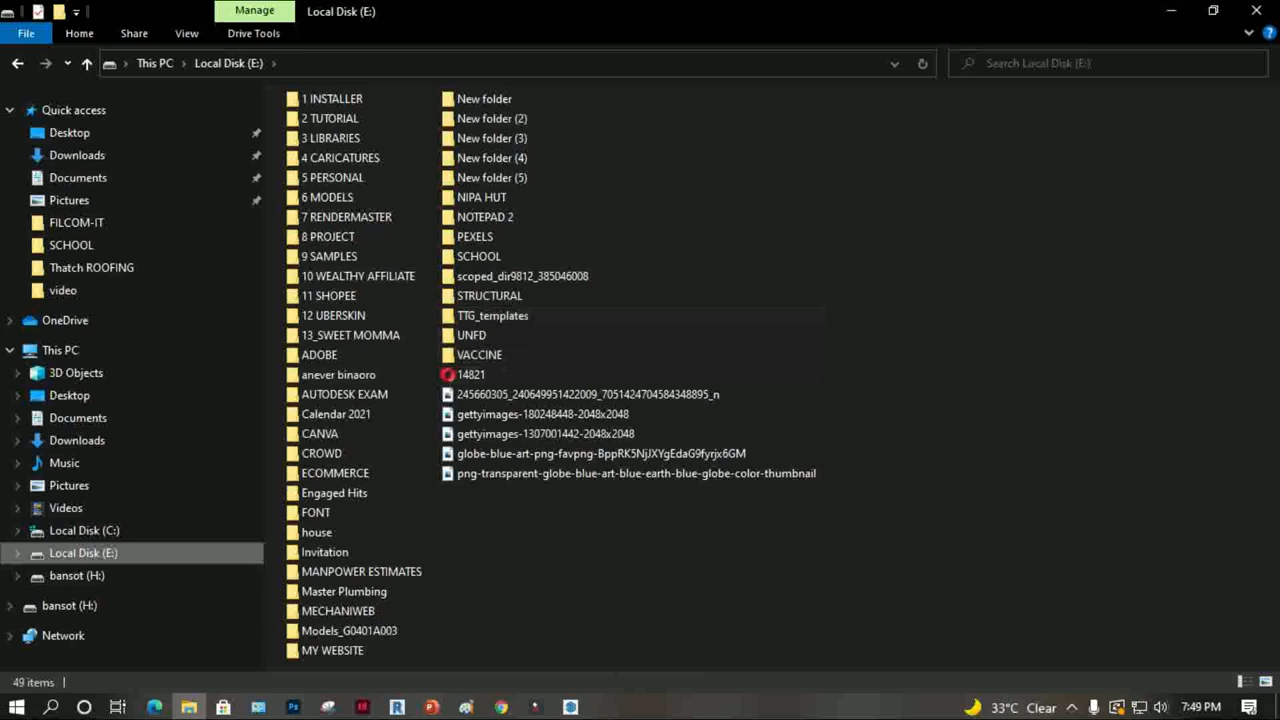 Manage
Local Disk (E:)
File
Home
Share
View
Drive Tools
This PC
Local Disk (E:)
Search Local Disk (E:)
Quick access
Desktop
Downloads
Documents
Pictures
FILCOM-IT
SCHOOL
Thatch ROOFING
video
OneDrive
This PC
3D Objects
Desktop
Documents
Downloads
Music
Pictures
Videos
Local Disk (C:)
Local Disk (E:)
bansot (H:)
bansot (H:)
Network
1 INSTALLER
2 TUTORIAL
3 LIBRARIES
4 CARICATURES
5 PERSONAL
6 MODELS
7 RENDERMASTER
8 PROJECT
9 SAMPLES
10 WEALTHY AFFILIATE
11 SHOPEE
12 UBERSKIN
13_SWEET MOMMA
ADOBE
anever binaoro
AUTODESK EXAM
Calendar 2021
CANVA
CROWD
ECOMMERCE
Engaged Hits
FONT
house
Invitation
MANPOWER ESTIMATES
Master Plumbing
MECHANIWEB
Models_G0401A003
MY WEBSITE
New folder
New folder (2)
New folder (3)
New folder (4)
New folder (5)
NIPA HUT
NOTEPAD 2
PEXELS
SCHOOL
scoped_dir9812_385046008
STRUCTURAL
TTG_templates
UNFD
VACCINE
14821
245660305_240649951422009_7051424704584348895_n
gettyimages-180248448-2048x2048
gettyimages-1307001442-2048x2048
globe-blue-art-png-favpng-BppRK5NjJXYgEdaG9fyrjx6GM
png-transparent-globe-blue-art-blue-earth-blue-globe-color-thumbnail
49 items
33°C Clear
7:49 PM